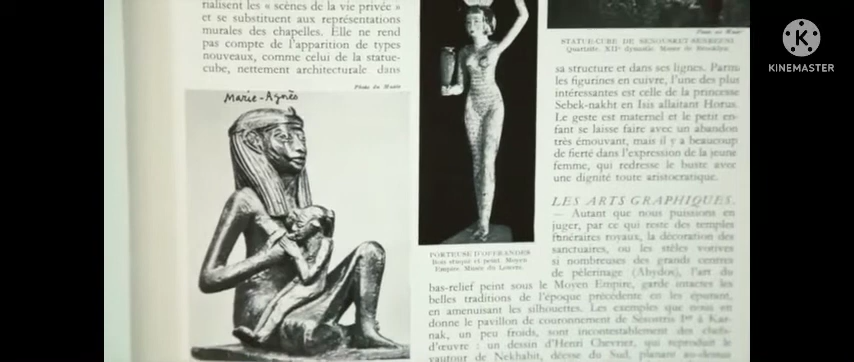 nalisent les « scènes de la vie privée »
et se substituent aux représentations
murales des chapelles. Elle ne rend
pas compte de l'apparition de types
nouveaux, comme celui de la statue-
cube, nettement architecturale dans
Photo du Musée
Marie-Agnès
PORTEUSE D'OFFRANDES
Bois stuqué et peint. Moyen
Empire. Musée du Louvre.
Photo du Musée
STATUE-CUBE DE SENOUSRET-SENBEFNI
Quartzite. XIIe dynastie. Musée de Brooklyn.
sa structure et dans ses lignes. Parmi
les figurines en cuivre, l'une des plus
intéressantes est celle de la princesse
Sebek-nakht en Isis allaitant Horus.
Le geste est maternel et le petit en-
fant se laisse faire avec un abandon
très émouvant, mais il y a beaucoup
de fierté dans l'expression de la jeune
femme, qui redresse le buste avec
une dignité toute aristocratique.
LES ARTS GRAPHIQUES.
— Autant que nous puissions en
juger, par ce qui reste des temples
funéraires royaux, la décoration des
sanctuaires, ou les stèles votives
si nombreuses des grands centres
de pèlerinage (Abydos), l'art du
bas-relief peint sous le Moyen Empire, garde intactes les
belles traditions de l'époque précédente en les épurant,
en amenuisant les silhouettes. Les exemples que nous en
donne le pavillon de couronnement de Sésostris Ier à Kar-
nak, un peu froids, sont incontestablement des chefs-
d'œuvre : un dessin d'Henri Chevrier, qui reproduit le
vautour de Nekhabit, déesse du Sud, planant au-dessus
KINEMASTER